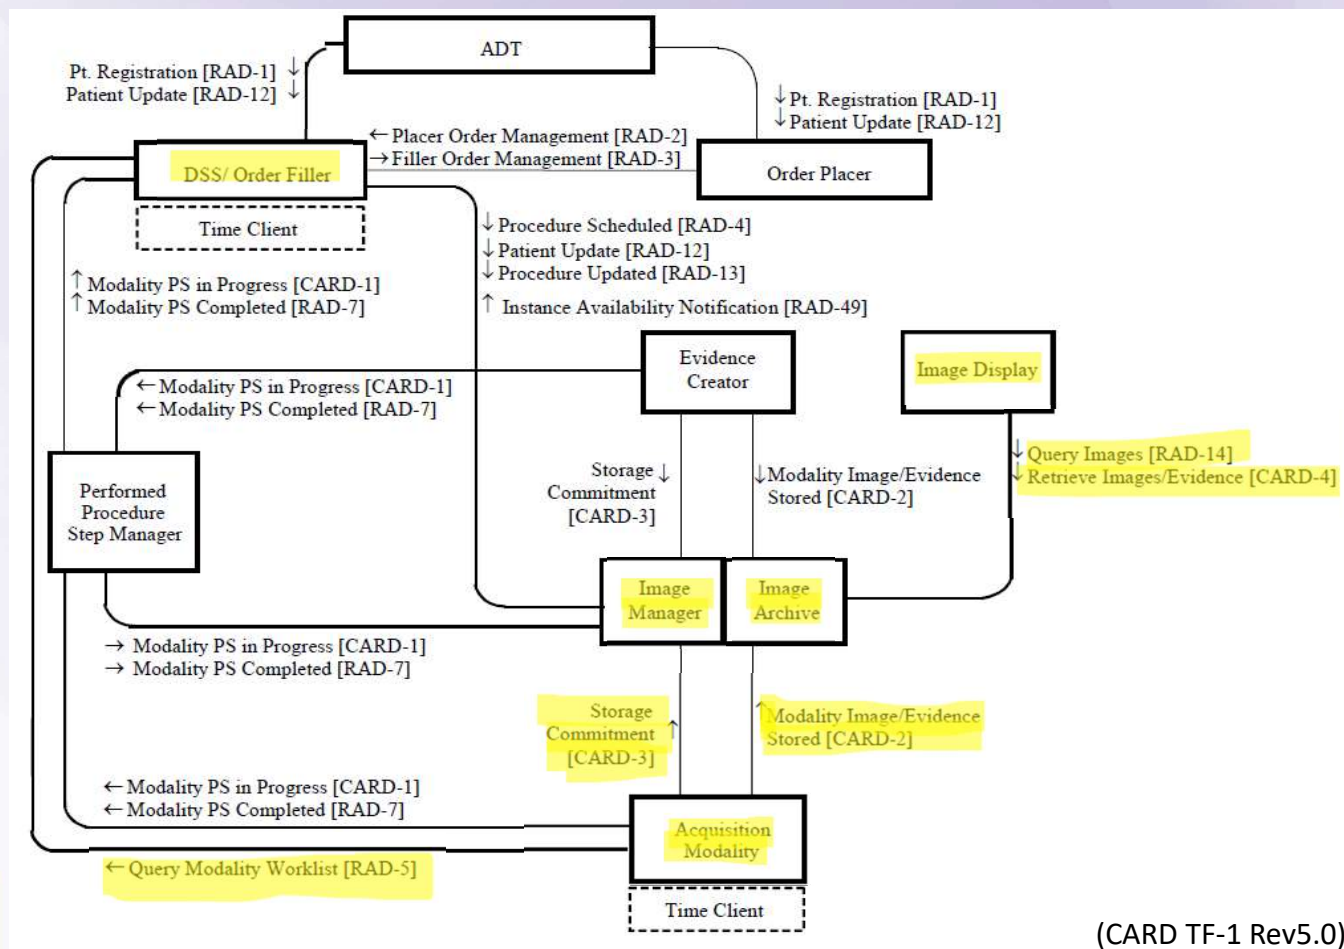 ADT
Pt. Registration [RAD-1] ↓
Patient Update [RAD-12] ↓
↓Pt. Registration [RAD-1]
↓Patient Update [RAD-12]
← Placer Order Management [RAD-2]
→Filler Order Management [RAD-3]
DSS/ Order Filler
Order Placer
Time Client
↓Procedure Scheduled [RAD-4]
↓Patient Update [RAD-12]
↓Procedure Updated [RAD-13]
↑ Instance Availability Notification [RAD-49]
↑Modality PS in Progress [CARD-1]
↑Modality PS Completed [RAD-7]
Evidence
Creator
Image Display
←Modality PS in Progress [CARD-1]
←Modality PS Completed [RAD-7]
↓Query Images [RAD-14]
↓Retrieve Images/Evidence [CARD-4]
Storage↓
Commitment
[CARD-3]
↓Modality Image/Evidence
Stored [CARD-2]
Performed
Procedure
Step Manager
Image
Manager
Image
Archive
→ Modality PS in Progress [CARD-1]
→ Modality PS Completed [RAD-7]
Storage
Commitment ↑
[CARD-3]
↑Modality Image/Evidence
Stored [CARD-2]
←Modality PS in Progress [CARD-1]
←Modality PS Completed [RAD-7]
Acquisition
Modality
←Query Modality Worklist [RAD-5]
Time Client
(CARD TF-1 Rev5.0)